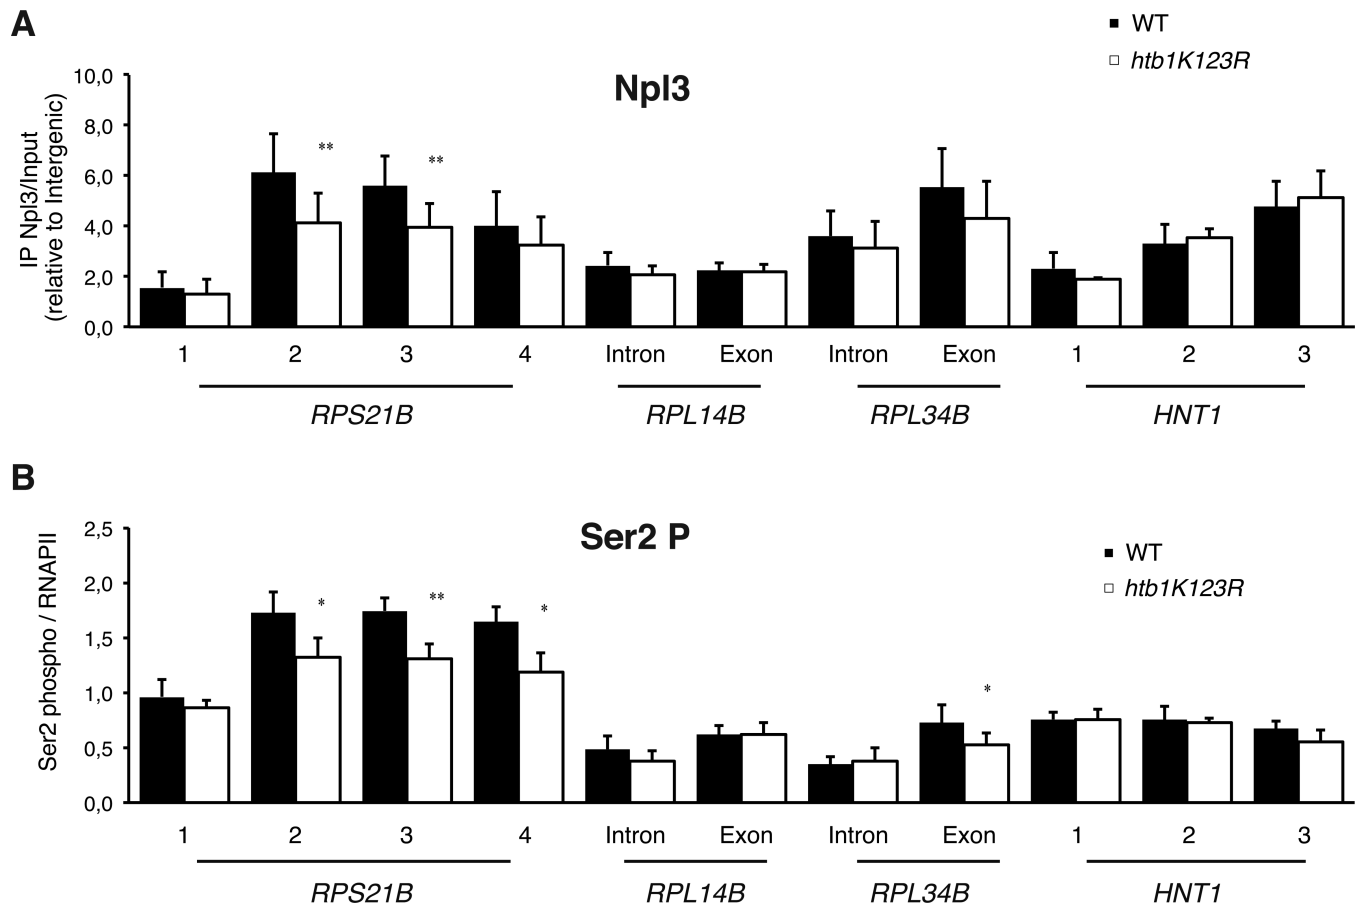 A
WT
htb1K123R
Npl3
IP Npl3/Input
(relative to Intergenic)
10,0
8,0
6,0
4,0
2,0
0,0
** **
1 2 3 4 Intron Exon Intron Exon 1 2 3
RPS21B RPL14B RPL34B HNT1
B
Ser2 P
WT
htb1K123R
Ser2 phospho / RNAPII
2,5
2,0
1,5
1,0
0,5
0,0
* ** * *
1 2 3 4 Intron Exon Intron Exon 1 2 3
RPS21B RPL14B RPL34B HNT1